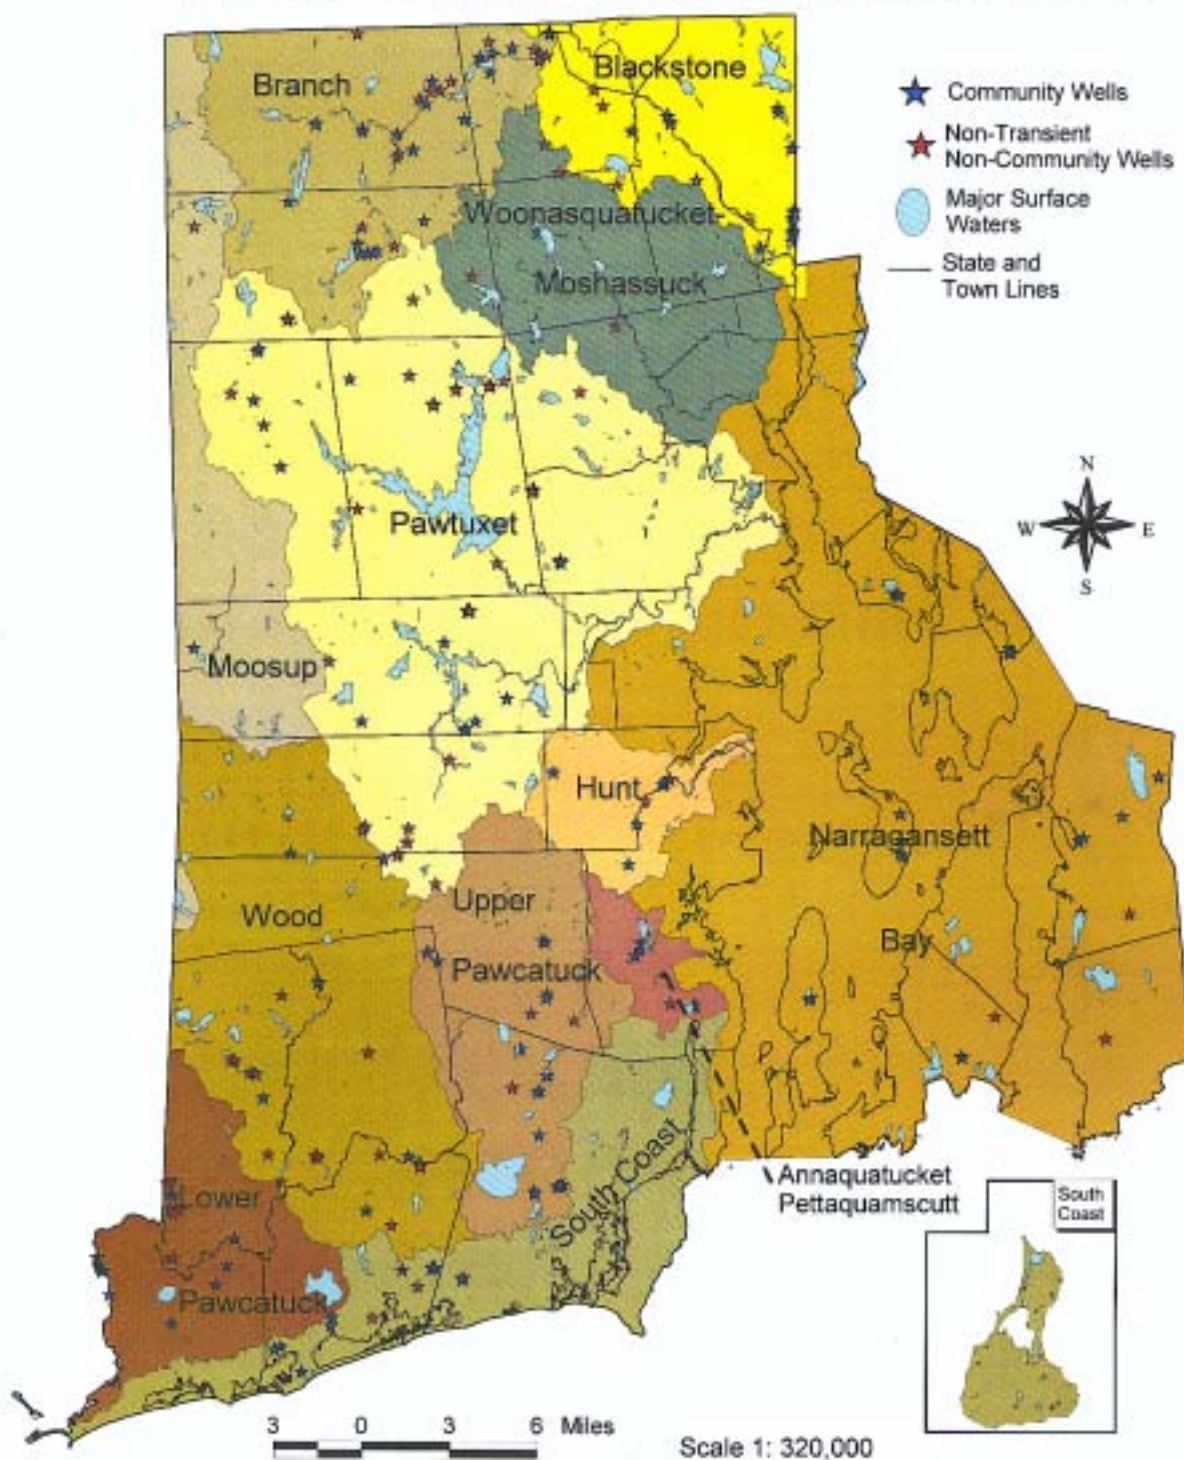 Branch
Blackstone
Community Wells
Non-Transient
Non-Community Wells
Major Surface
Waters
State and
Town Lines
Woonasquatucket-
Moshassuck
N
W
E
S
Pawtuxet
Moosup
Hunt
Narragansett
Bay
Wood
Upper
Pawcatuck
South Coast
Annaquatucket
Pettaquamscutt
Lower
Pawcatuck
South
Coast
3 0 3 6 Miles
Scale 1: 320,000